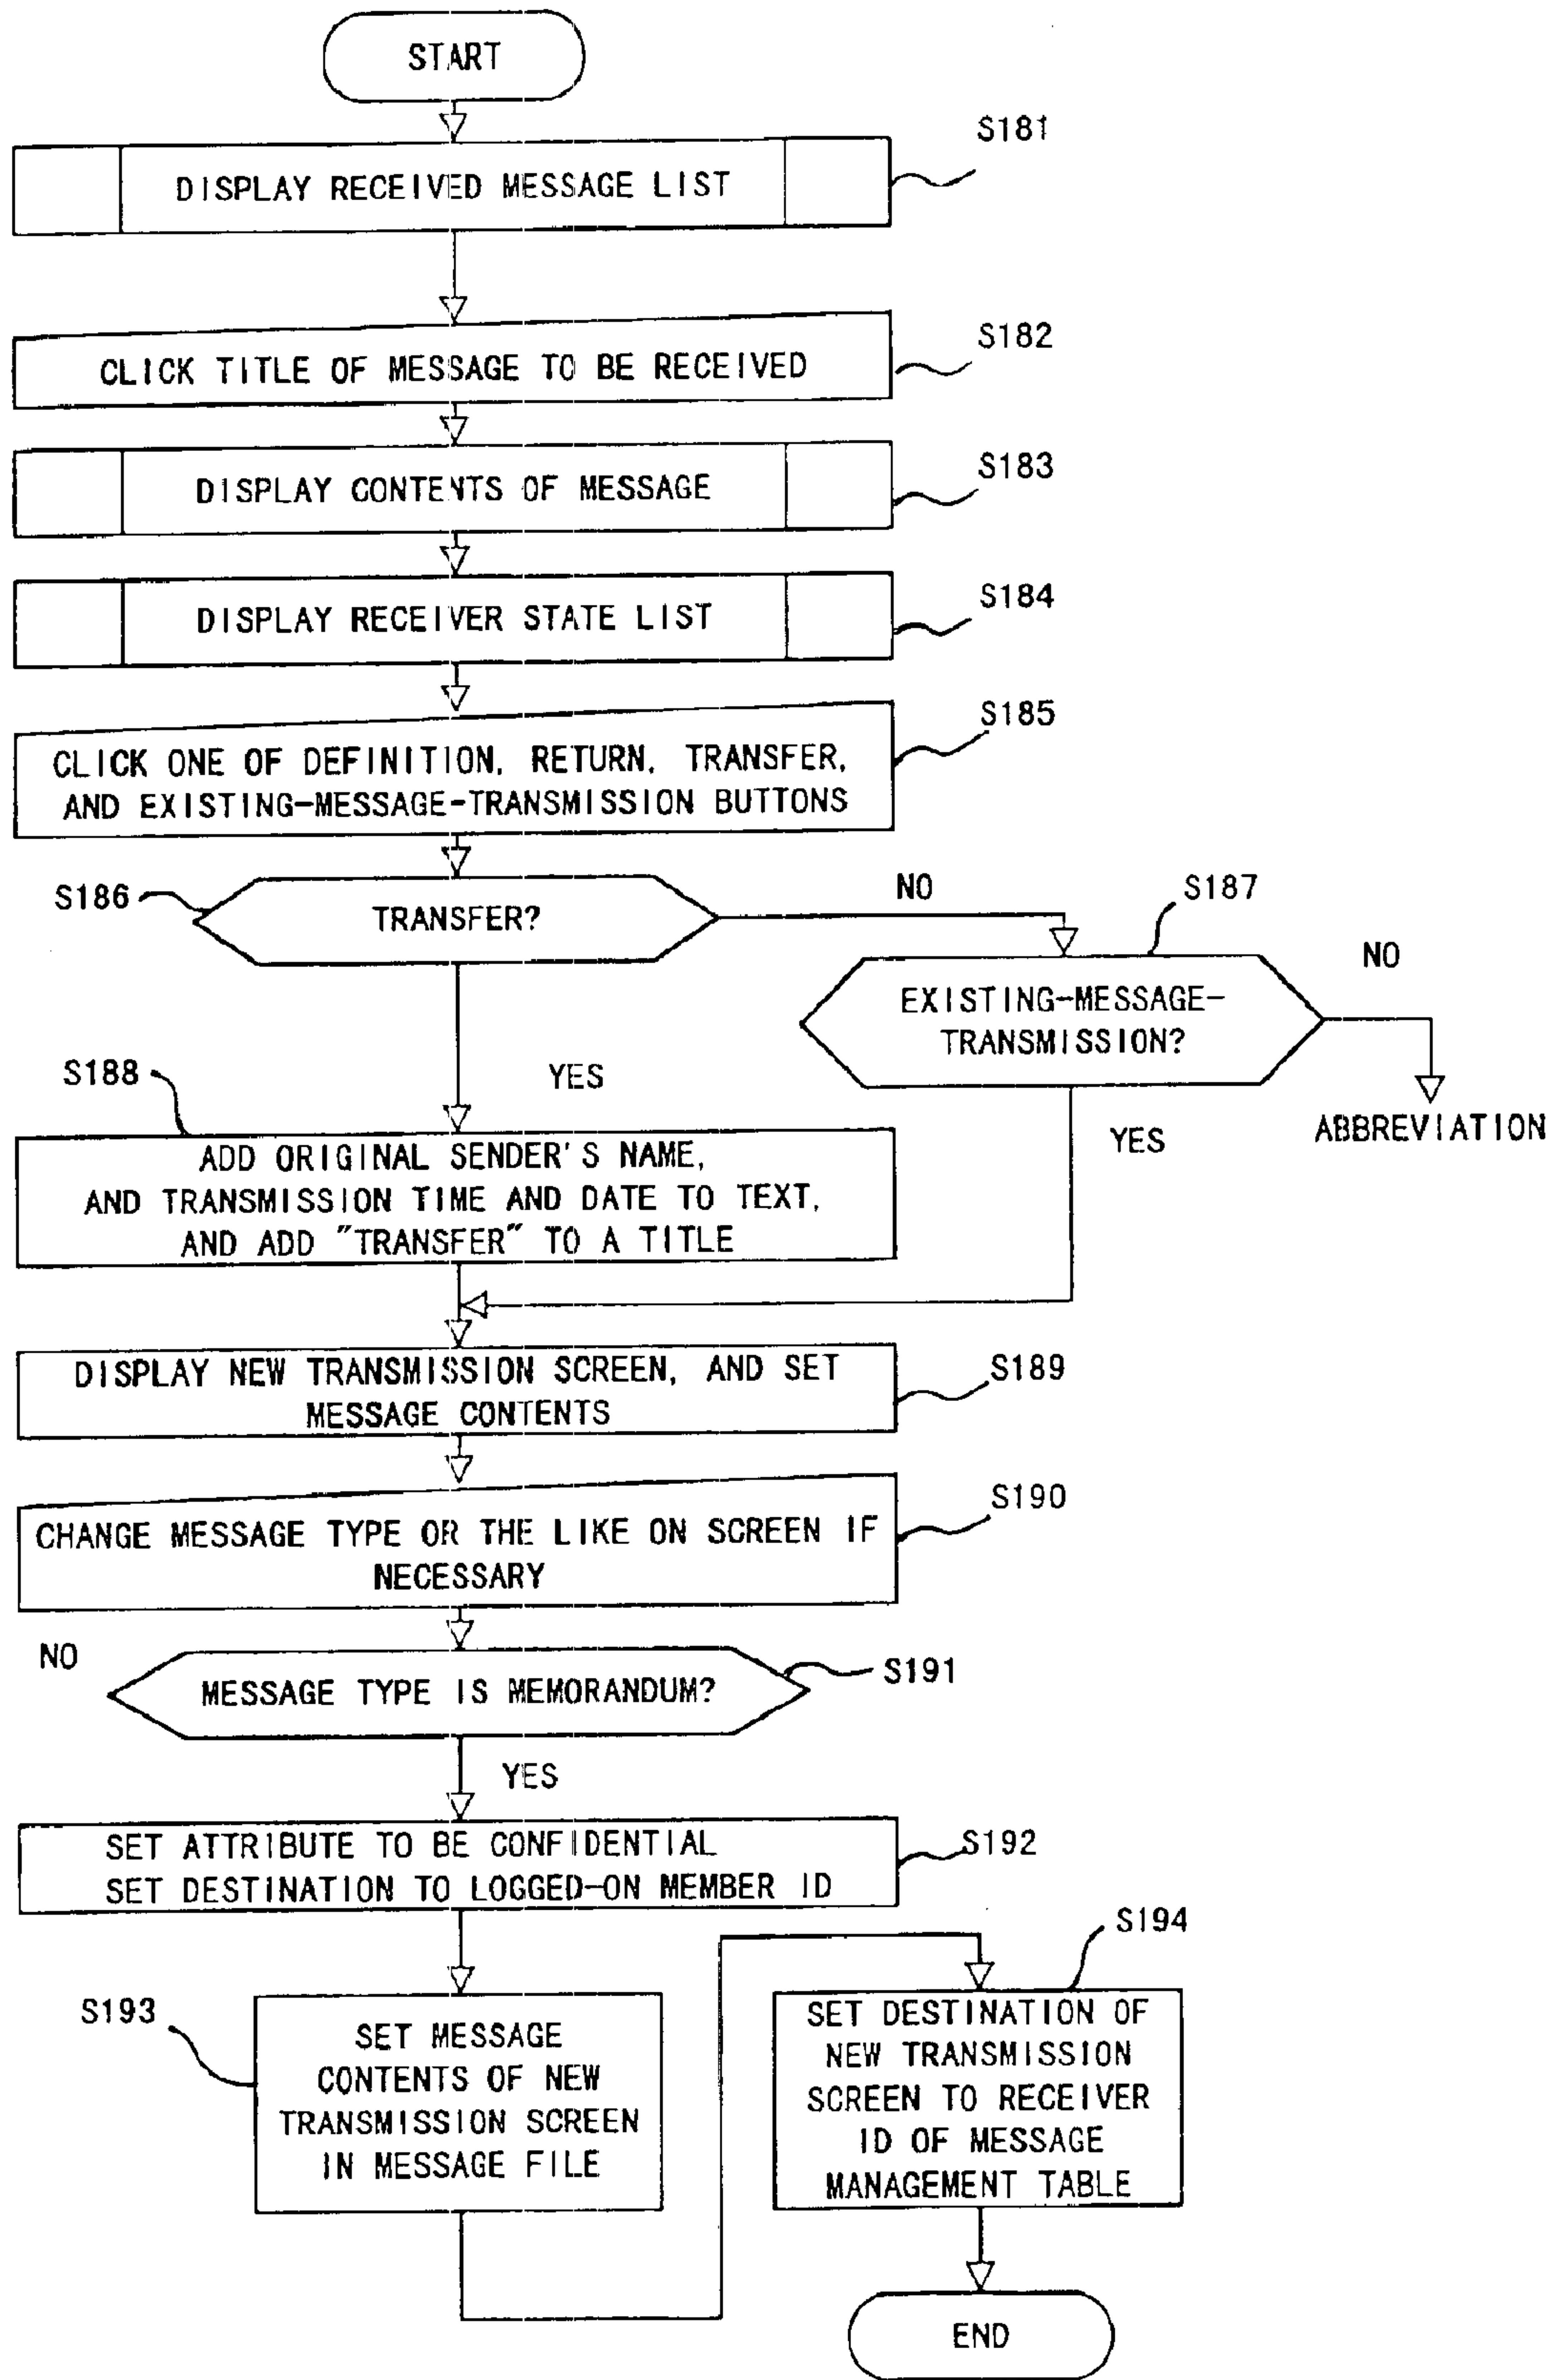 START
S181
DISPLAY RECEIVED MESSAGE LIST
S182
CLICK TITLE OF MESSAGE TO BE RECEIVED
S183
DISPLAY CONTENTS OF MESSAGE
S184
DISPLAY RECEIVER STATE LIST
S185
CLICK ONE OF DEFINITION, RETURN, TRANSFER,
AND EXISTING-MESSAGE-TRANSMISSION BUTTONS
S186
TRANSFER?
NO
S187
EXISTING-MESSAGE-
TRANSMISSION?
NO
ABBREVIATION
YES
YES
S188
ADD ORIGINAL SENDER'S NAME,
AND TRANSMISSION TIME AND DATE TO TEXT,
AND ADD "TRANSFER" TO A TITLE
S189
DISPLAY NEW TRANSMISSION SCREEN, AND SET
MESSAGE CONTENTS
S190
CHANGE MESSAGE TYPE OR THE LIKE ON SCREEN IF
NECESSARY
NO
MESSAGE TYPE IS MEMORANDUM?
S191
YES
SET ATTRIBUTE TO BE CONFIDENTIAL
SET DESTINATION TO LOGGED-ON MEMBER ID
S192
S193
SET MESSAGE
CONTENTS OF NEW
TRANSMISSION SCREEN
IN MESSAGE FILE
S194
SET DESTINATION OF
NEW TRANSMISSION
SCREEN TO RECEIVER
ID OF MESSAGE
MANAGEMENT TABLE
END